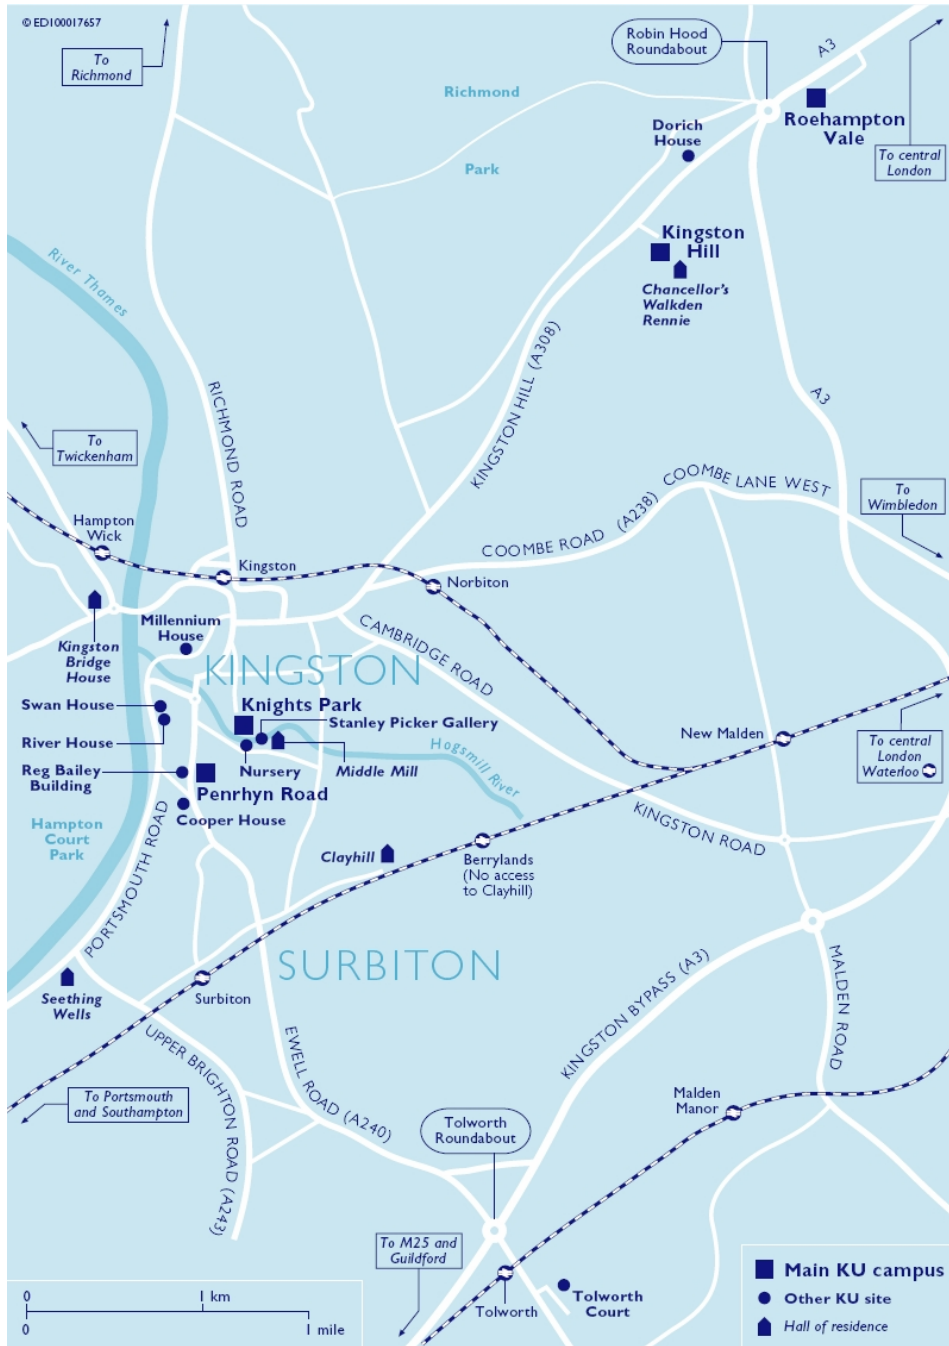 © ED100017657
To
Richmond
Robin Hood
Roundabout
A3
Richmond
Park
Dorich
House
Roehampton
Vale
To central
London
Kingston
Hill
Chancellor's
Walkden
Rennie
River Thames
RICHMOND ROAD
KINGSTON HILL (A308)
A3
To
Twickenham
COOMBE LANE WEST
To
Wimbledon
Hampton
Wick
Kingston
COOMBE ROAD (A238)
Norbiton
Millennium
House
Kingston
Bridge
House
CAMBRIDGE ROAD
KINGSTON
Swan House
Knights Park
Stanley Picker Gallery
River House
Hogsmill River
New Malden
To central
London
Waterloo
Reg Bailey
Building
Nursery
Middle Mill
Penrhyn Road
Cooper House
Hampton
Court
Park
PORTSMOUTH ROAD
KINGSTON ROAD
Clayhill
Berrylands
(No access
to Clayhill)
SURBITON
Seething
Wells
Surbiton
KINGSTON BYPASS (A3)
MALDEN ROAD
UPPER BRIGHTON ROAD (A243)
EWELL ROAD (A240)
To Portsmouth
and Southampton
Malden
Manor
Tolworth
Roundabout
To M25 and
Guildford
Tolworth
Tolworth
Court
0
1 km
0
1 mile
Main KU campus
Other KU site
Hall of residence